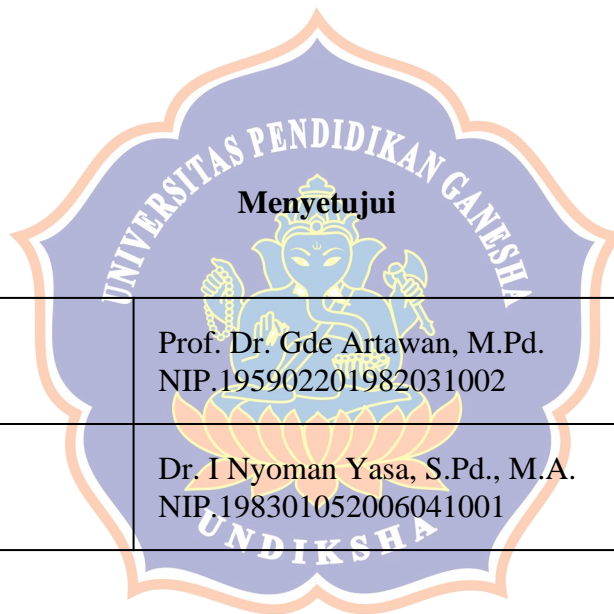 UNIVERSITAS PENDIDIKAN GANESHA
Menyetujui
Prof. Dr. Gde Artawan, M.Pd.
NIP.195902201982031002
Dr. I Nyoman Yasa, S.Pd., M.A.
NIP.198301052006041001
UNDIKSHA